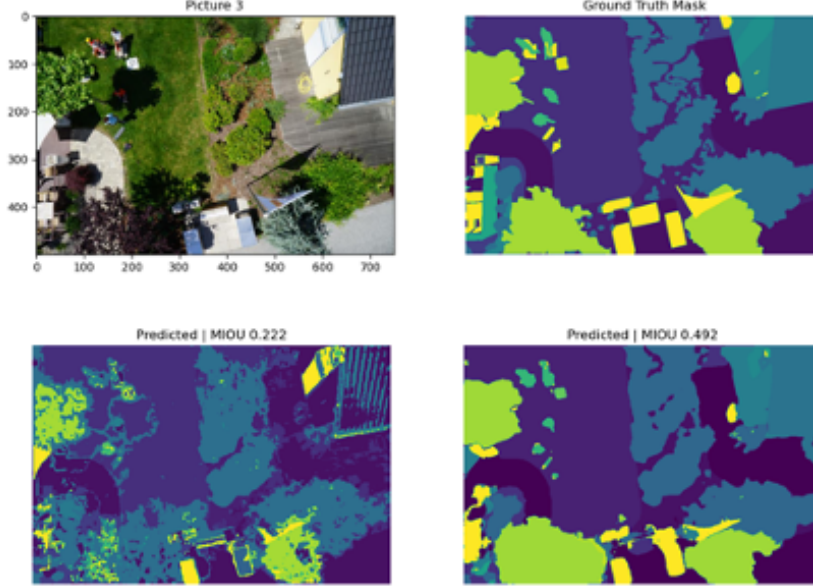 Picture 3
Ground Truth Mask
0
100
200
300
400
0 100 200 300 400 500 600 700
Predicted | MIOU 0.222
Predicted | MIOU 0.492